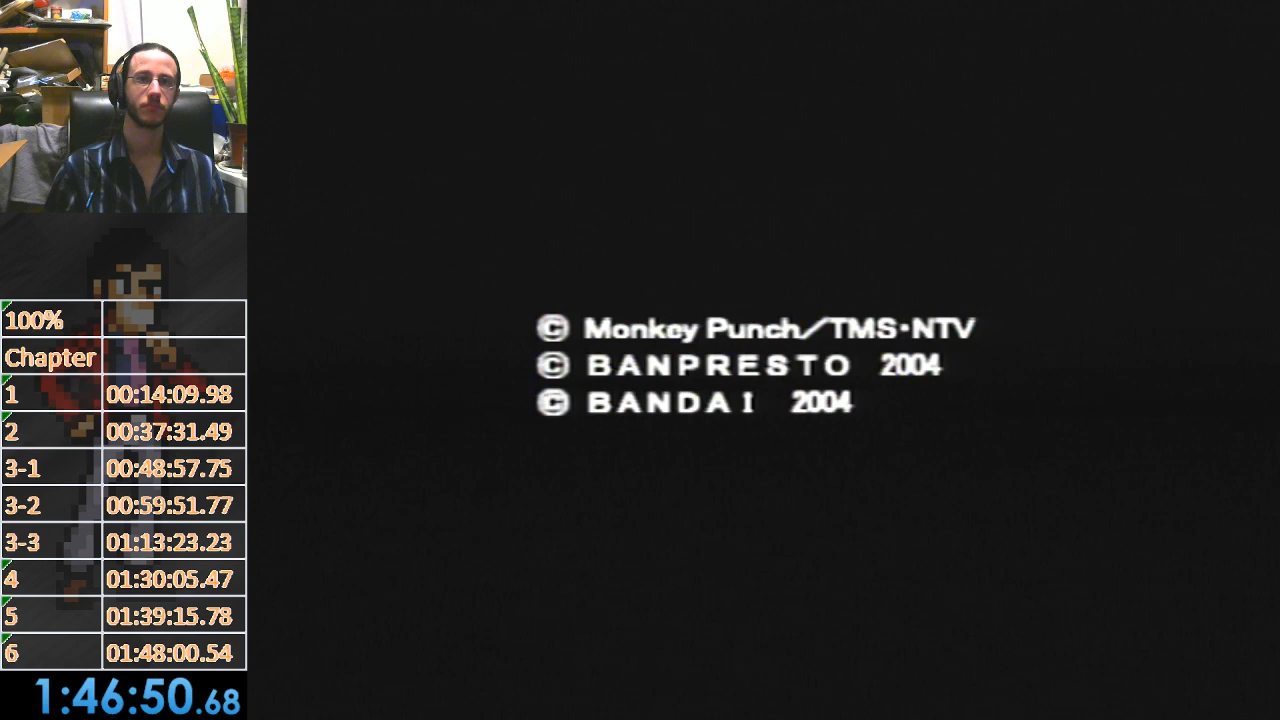 100%
Chapter
1 00:14:09.98
2 00:37:31.49
3-1 00:48:57.75
3-2 00:59:51.77
3-3 01:13:23.23
4 01:30:05.47
5 01:39:15.78
6 01:48:00.54
1:46:50.68
© Monkey Punch／TMS・NTV
© BANPRESTO 2004
© BANDAI 2004